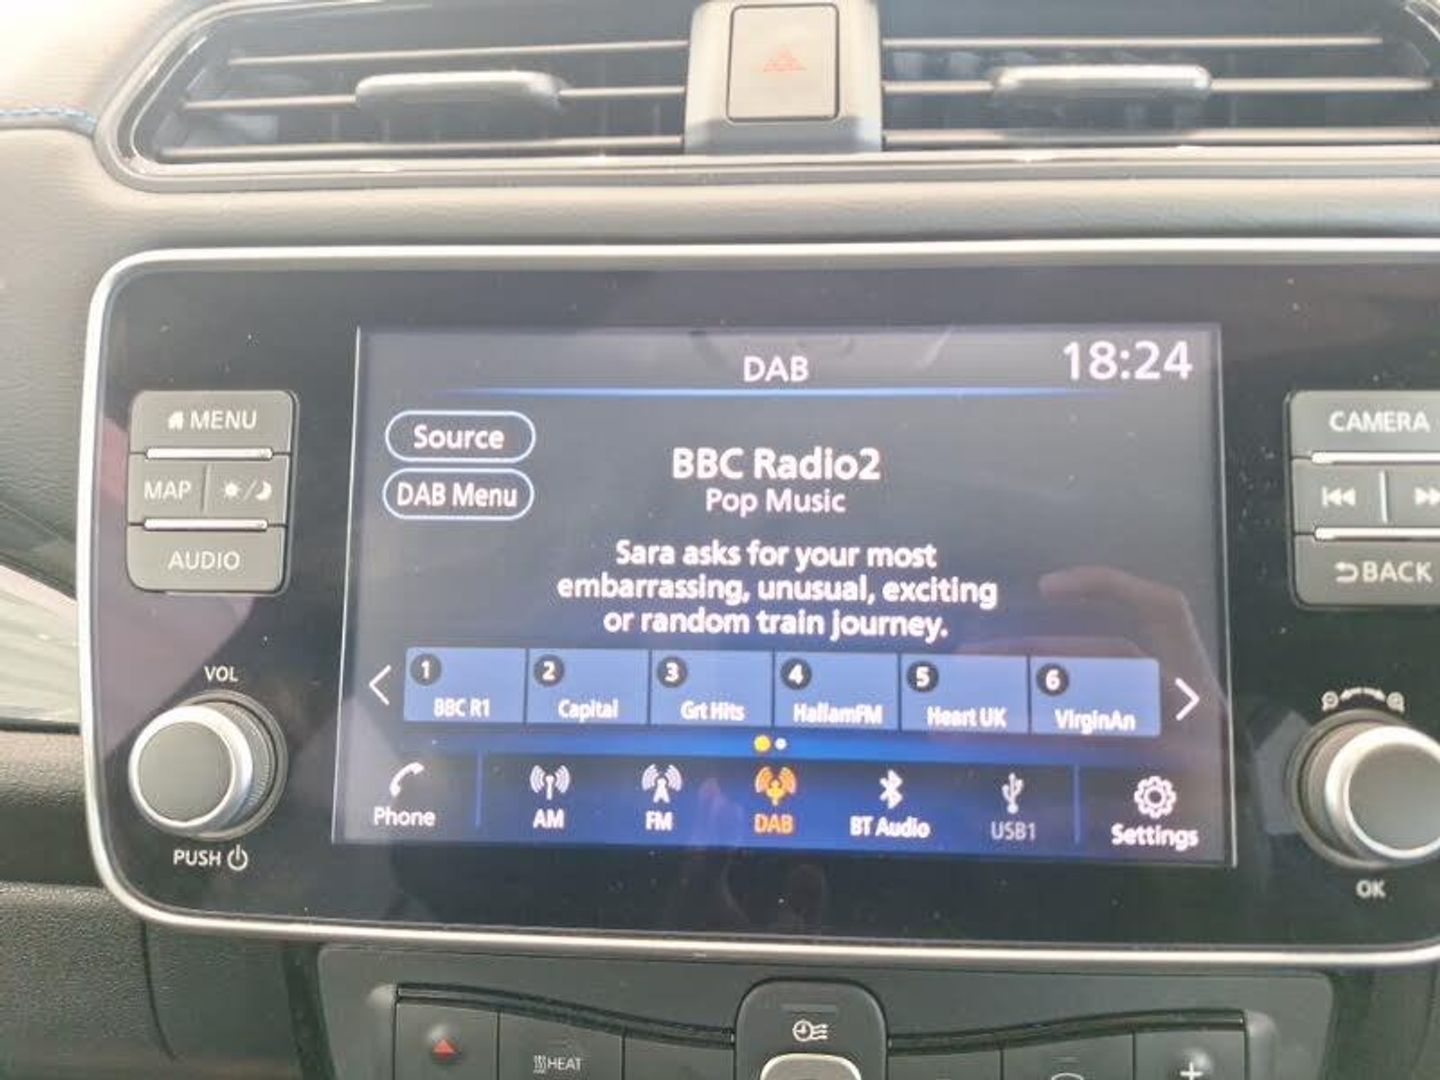 DAB
18:24
MENU
MAP
AUDIO
VOL
PUSH
Source
DAB Menu
BBC Radio2
Pop Music
Sara asks for your most
embarrassing, unusual, exciting
or random train journey.
1
BBC R1
2
Capital
3
Grt Hits
4
HallamFM
5
Heart UK
6
VirginAn
Phone
AM
FM
DAB
BT Audio
USB1
Settings
CAMERA
BACK
OK
HEAT